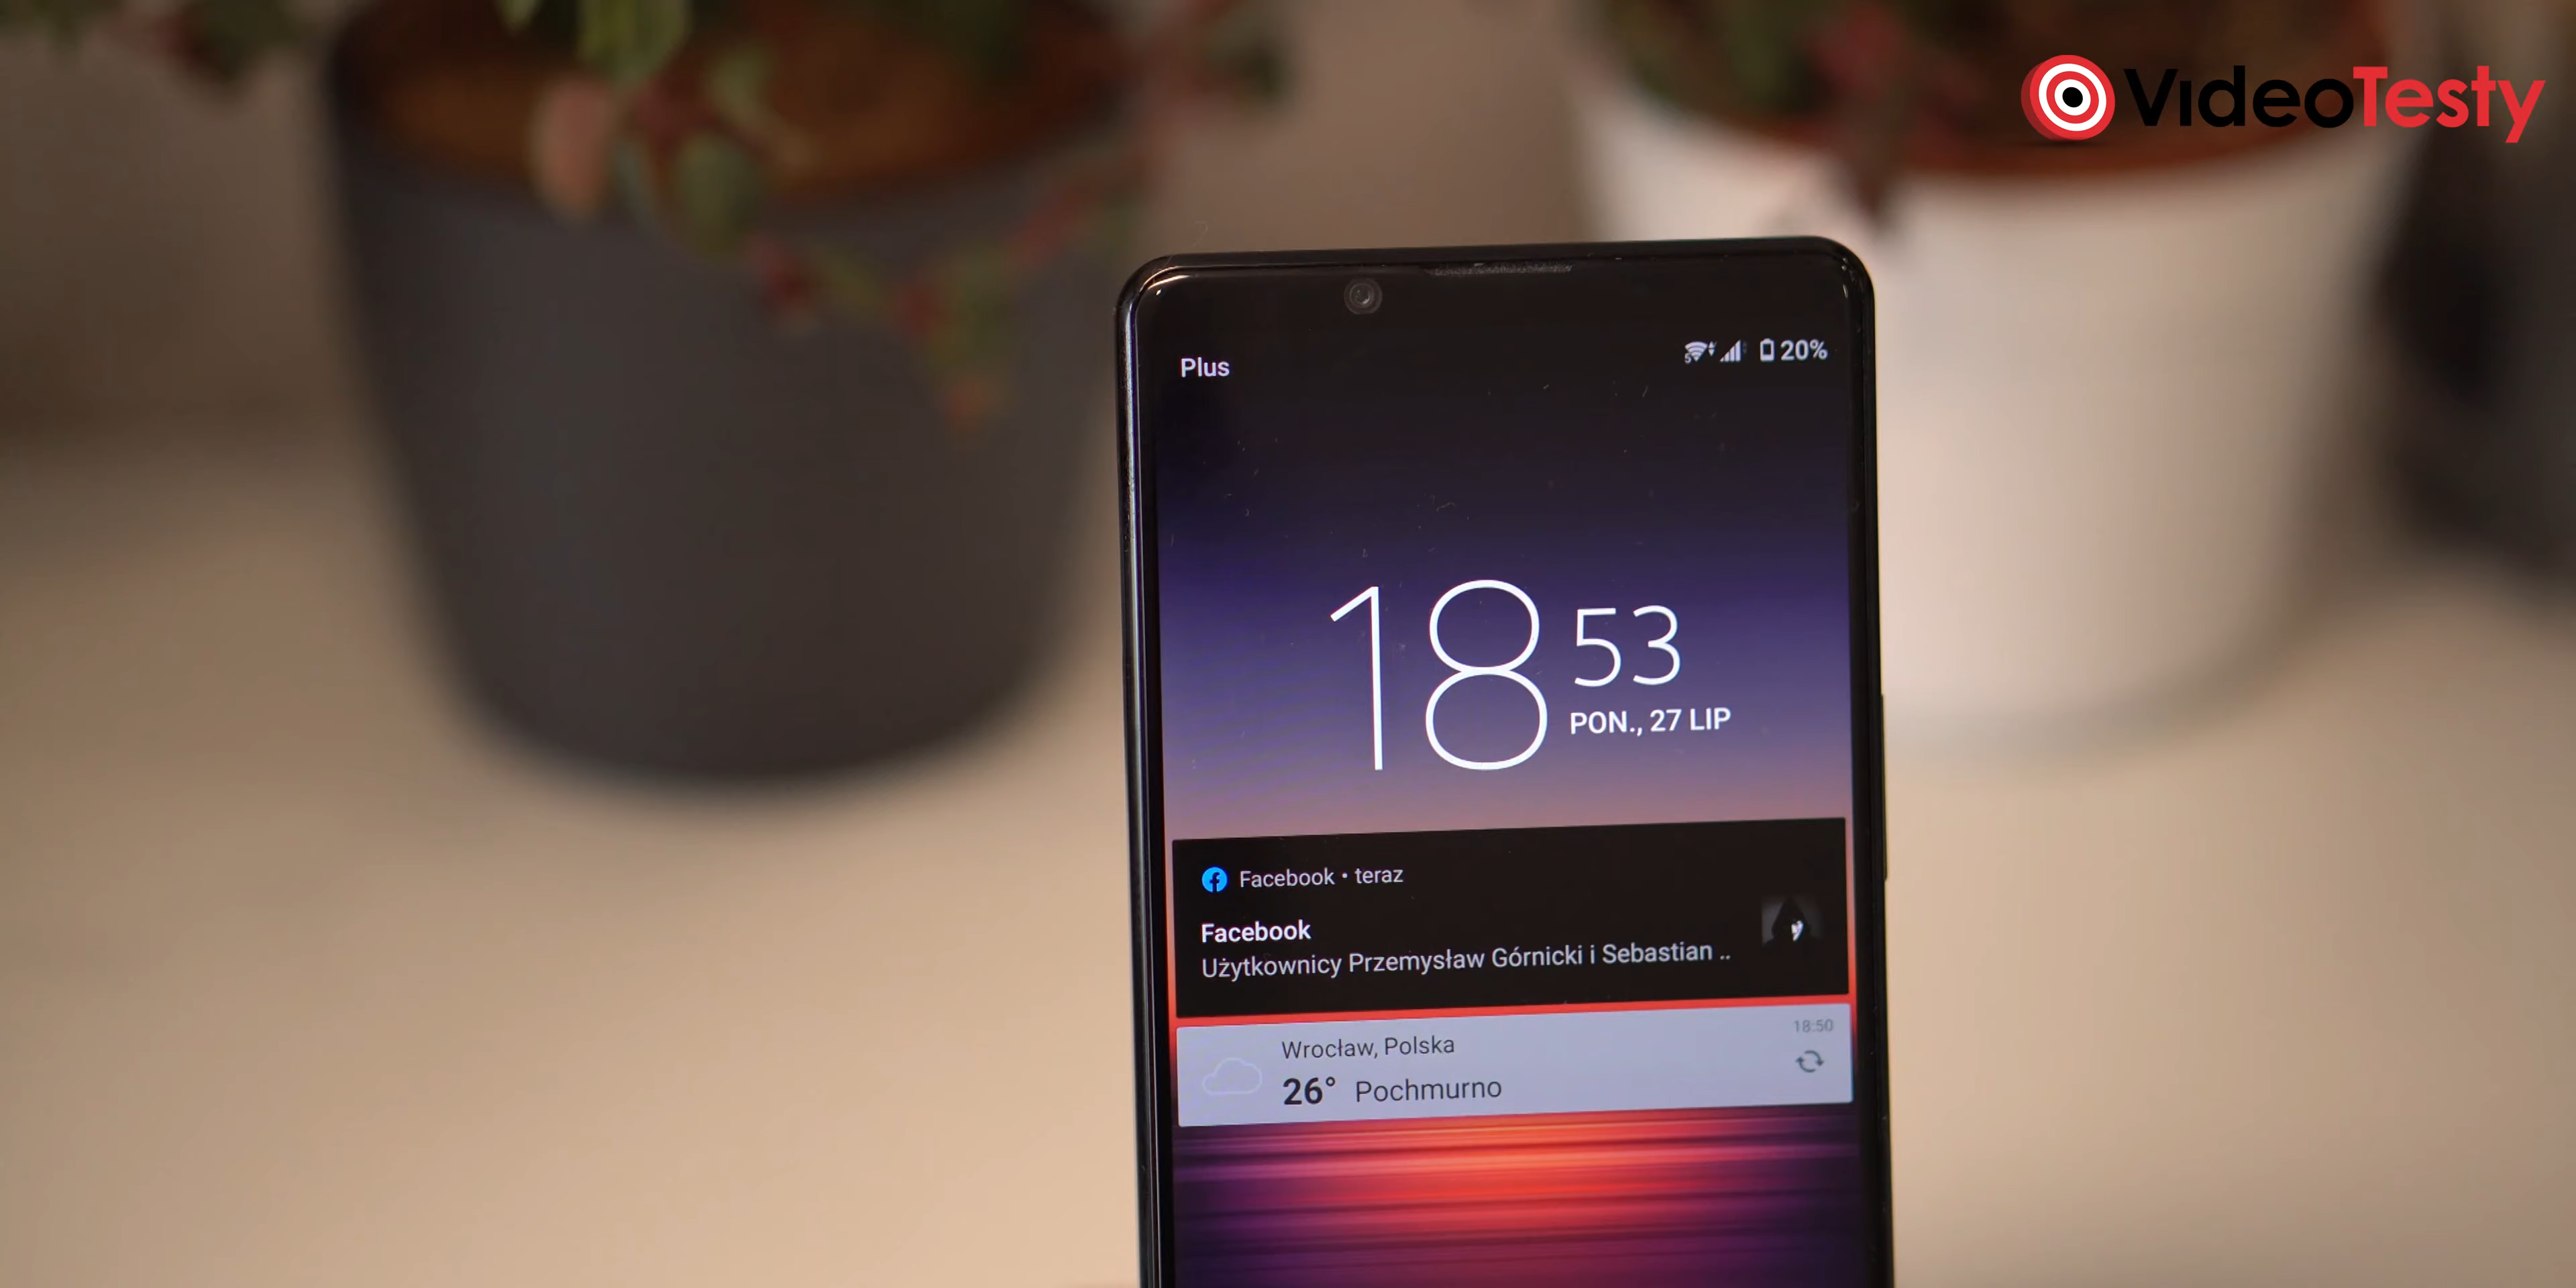 VideoTesty
Plus
20%
18 53
PON., 27 LIP
Facebook • teraz
Facebook
Użytkownicy Przemysław Górnicki i Sebastian ..
18:50
Wrocław, Polska
26° Pochmurno